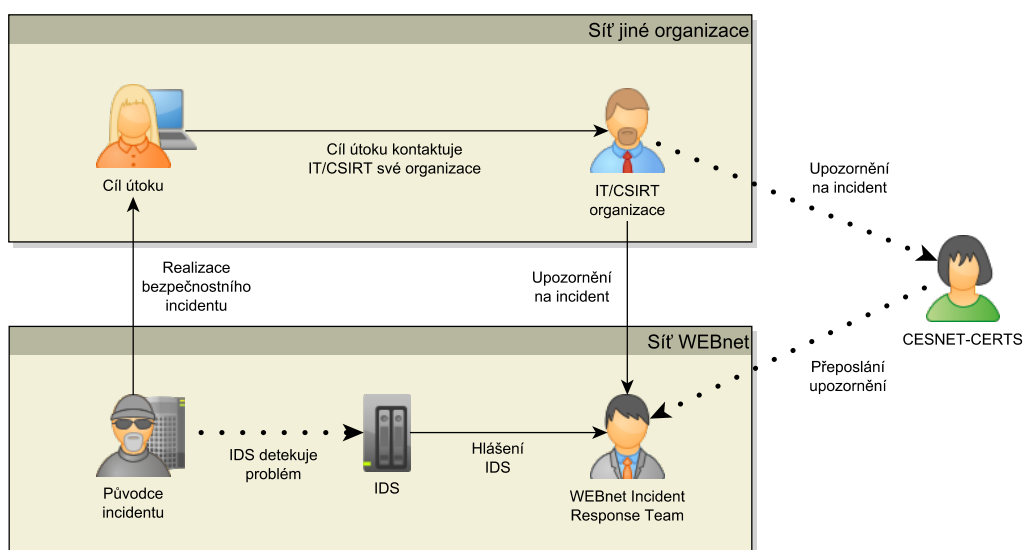 Síť jiné organizace
Cíl útoku kontaktuje
IT/CSIRT své organizace
Cíl útoku
IT/CSIRT
organizace
Upozornění
na incident
Realizace
bezpečnostního
incidentu
Upozornění
na incident
CESNET-CERTS
Síť WEBnet
Přeposlání
upozornění
IDS detekuje
problém
Hlášení
IDS
Původce
incidentu
IDS
WEBnet Incident
Response Team